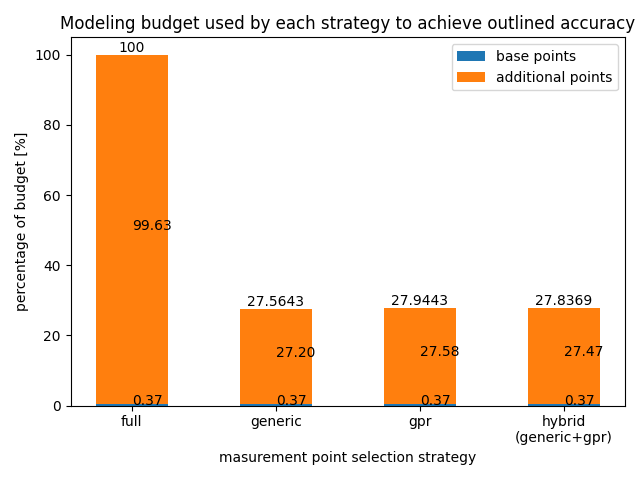 Modeling budget used by each strategy to achieve outlined accuracy
base points
additional points
percentage of budget [%]
100
80
60
40
20
0
100
99.63
0.37
27.5643
27.20
0.37
27.9443
27.58
0.37
27.8369
27.47
0.37
full
generic
gpr
hybrid
(generic+gpr)
masurement point selection strategy